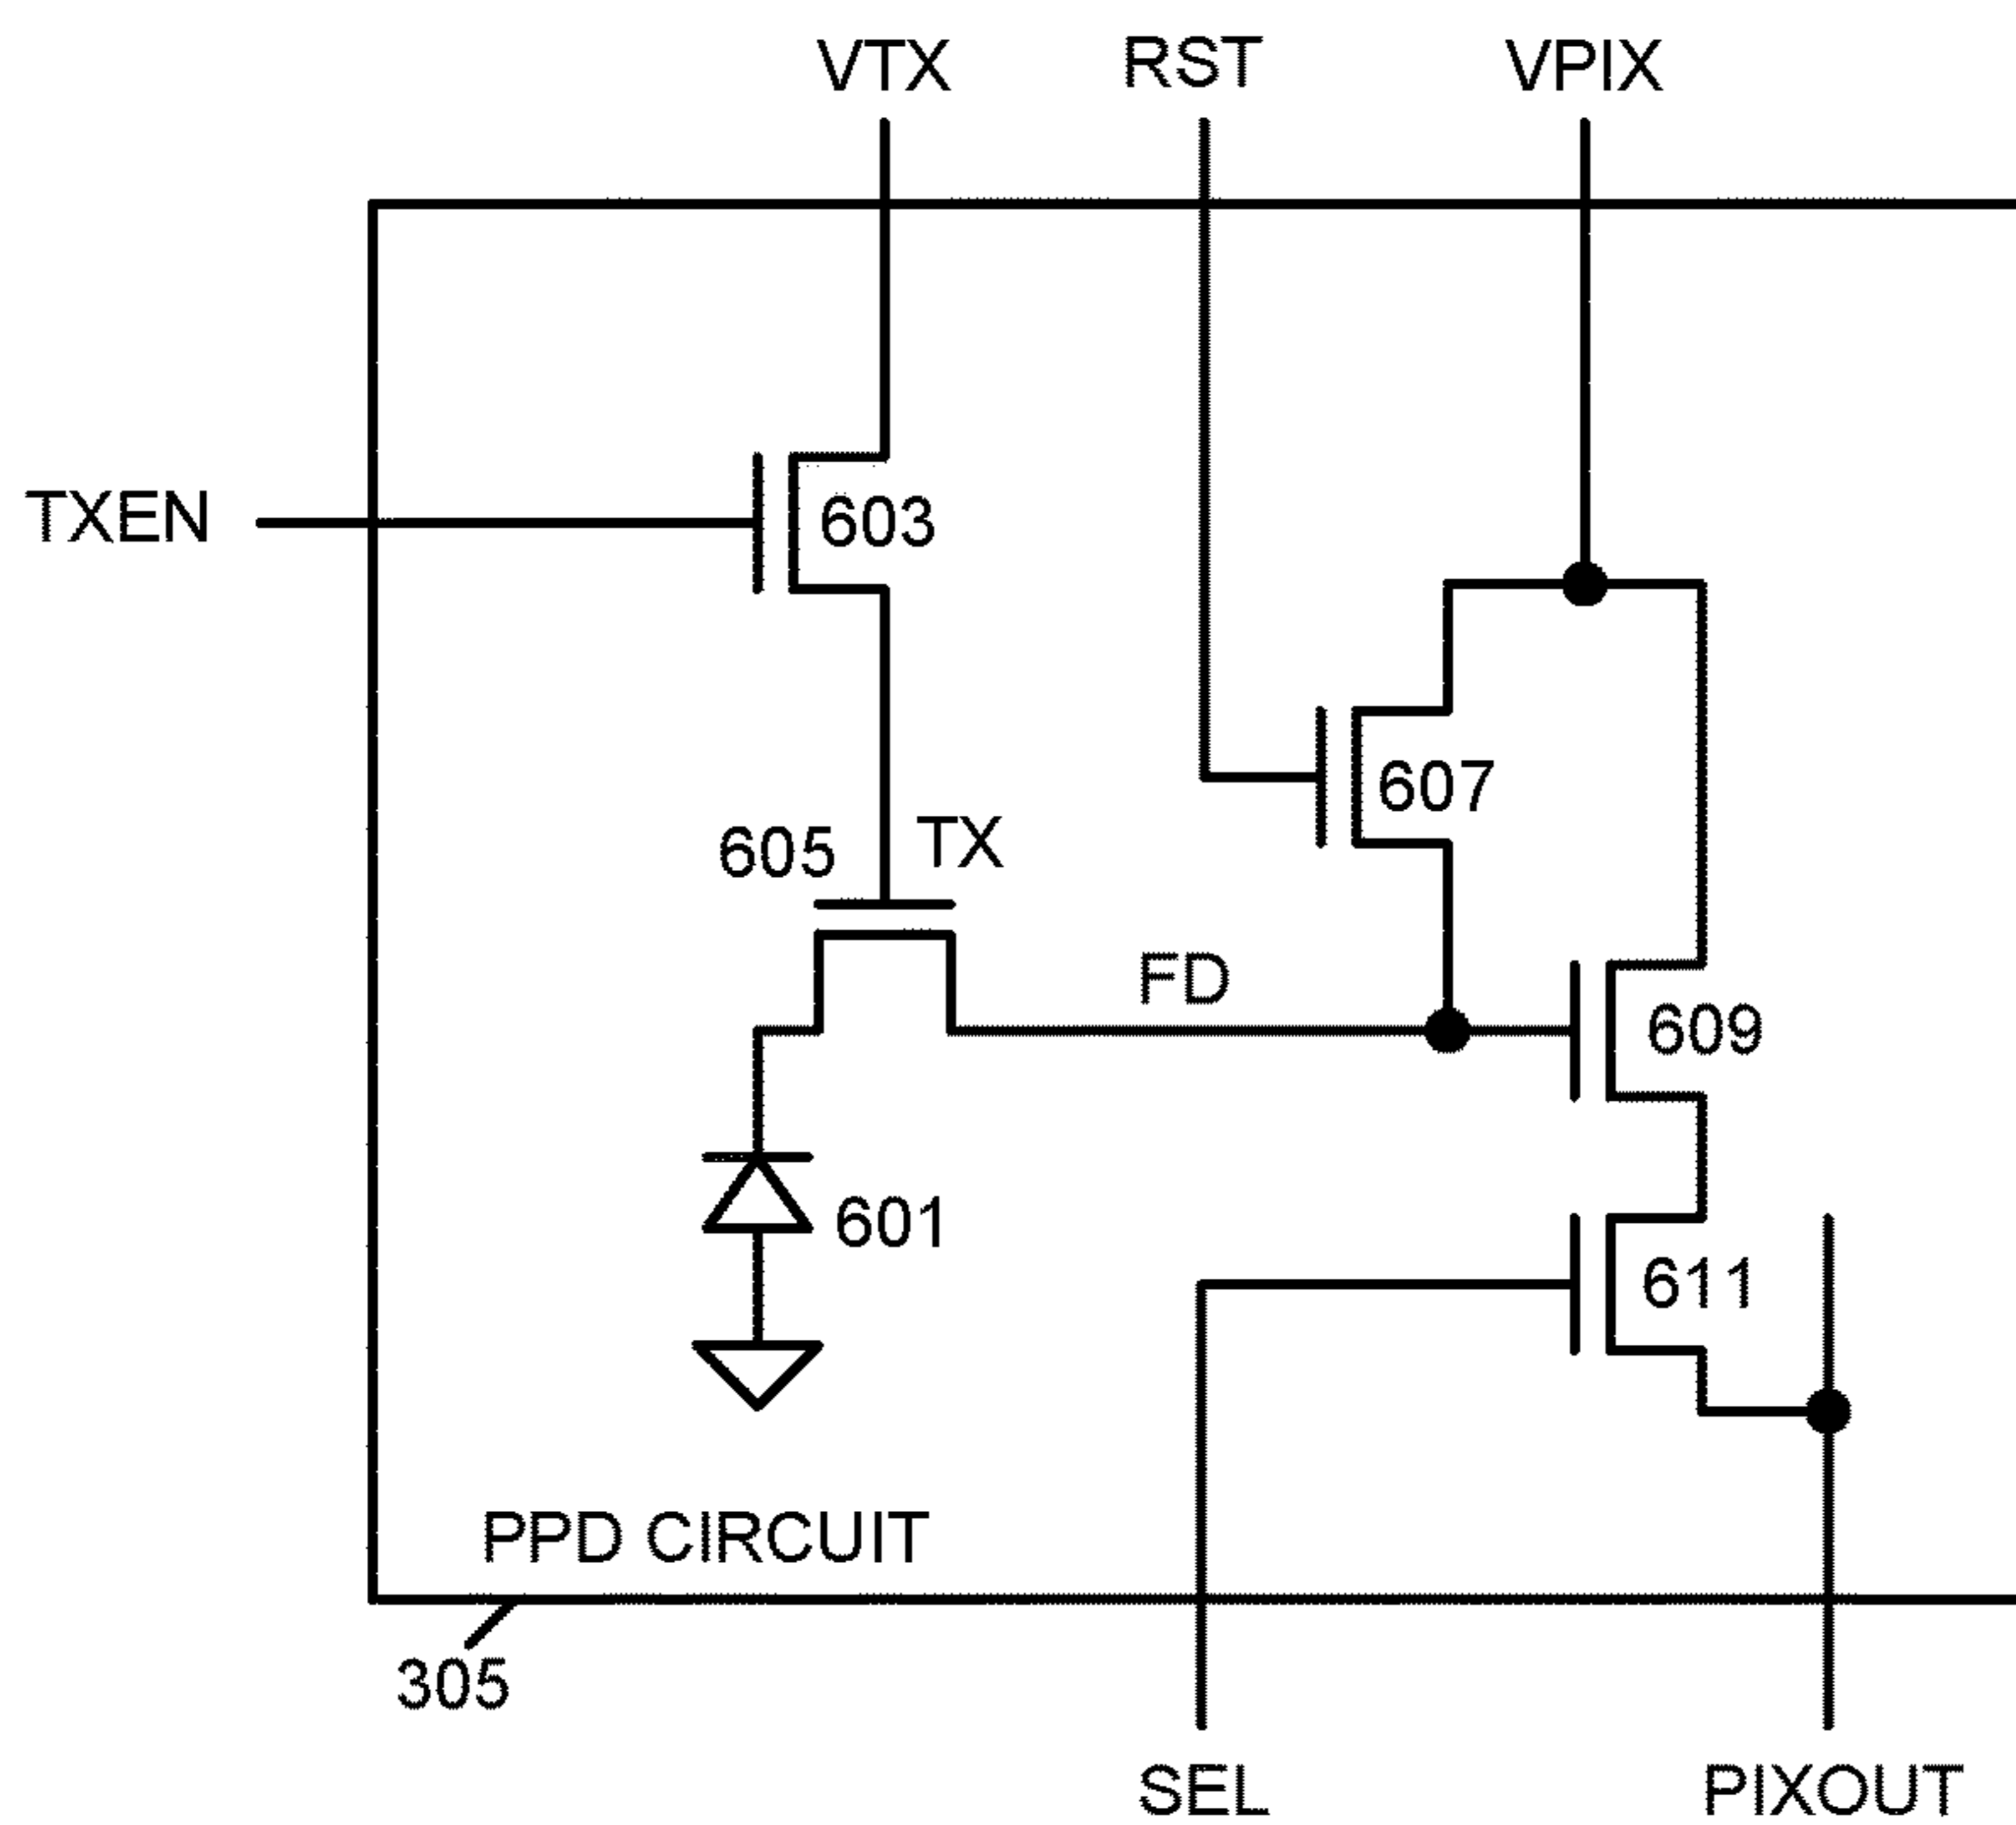 VTX
RST
VPIX
TXEN
603
607
605
TX
FD
609
601
611
PPD CIRCUIT
305
SEL
PIXOUT